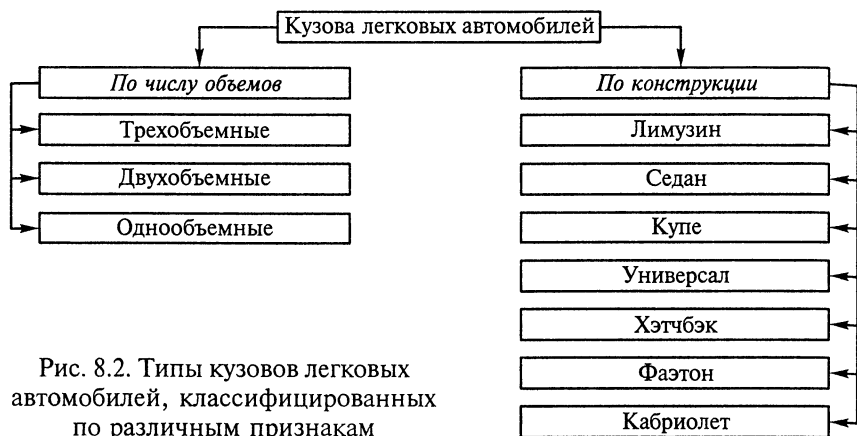 Кузова легковых автомобилей
По числу объемов
Трехобъемные
Двухобъемные
Однообъемные
По конструкции
Лимузин
Седан
Купе
Универсал
Хэтчбэк
Фаэтон
Кабриолет
Рис. 8.2. Типы кузовов легковых
автомобилей, классифицированных
по различным признакам